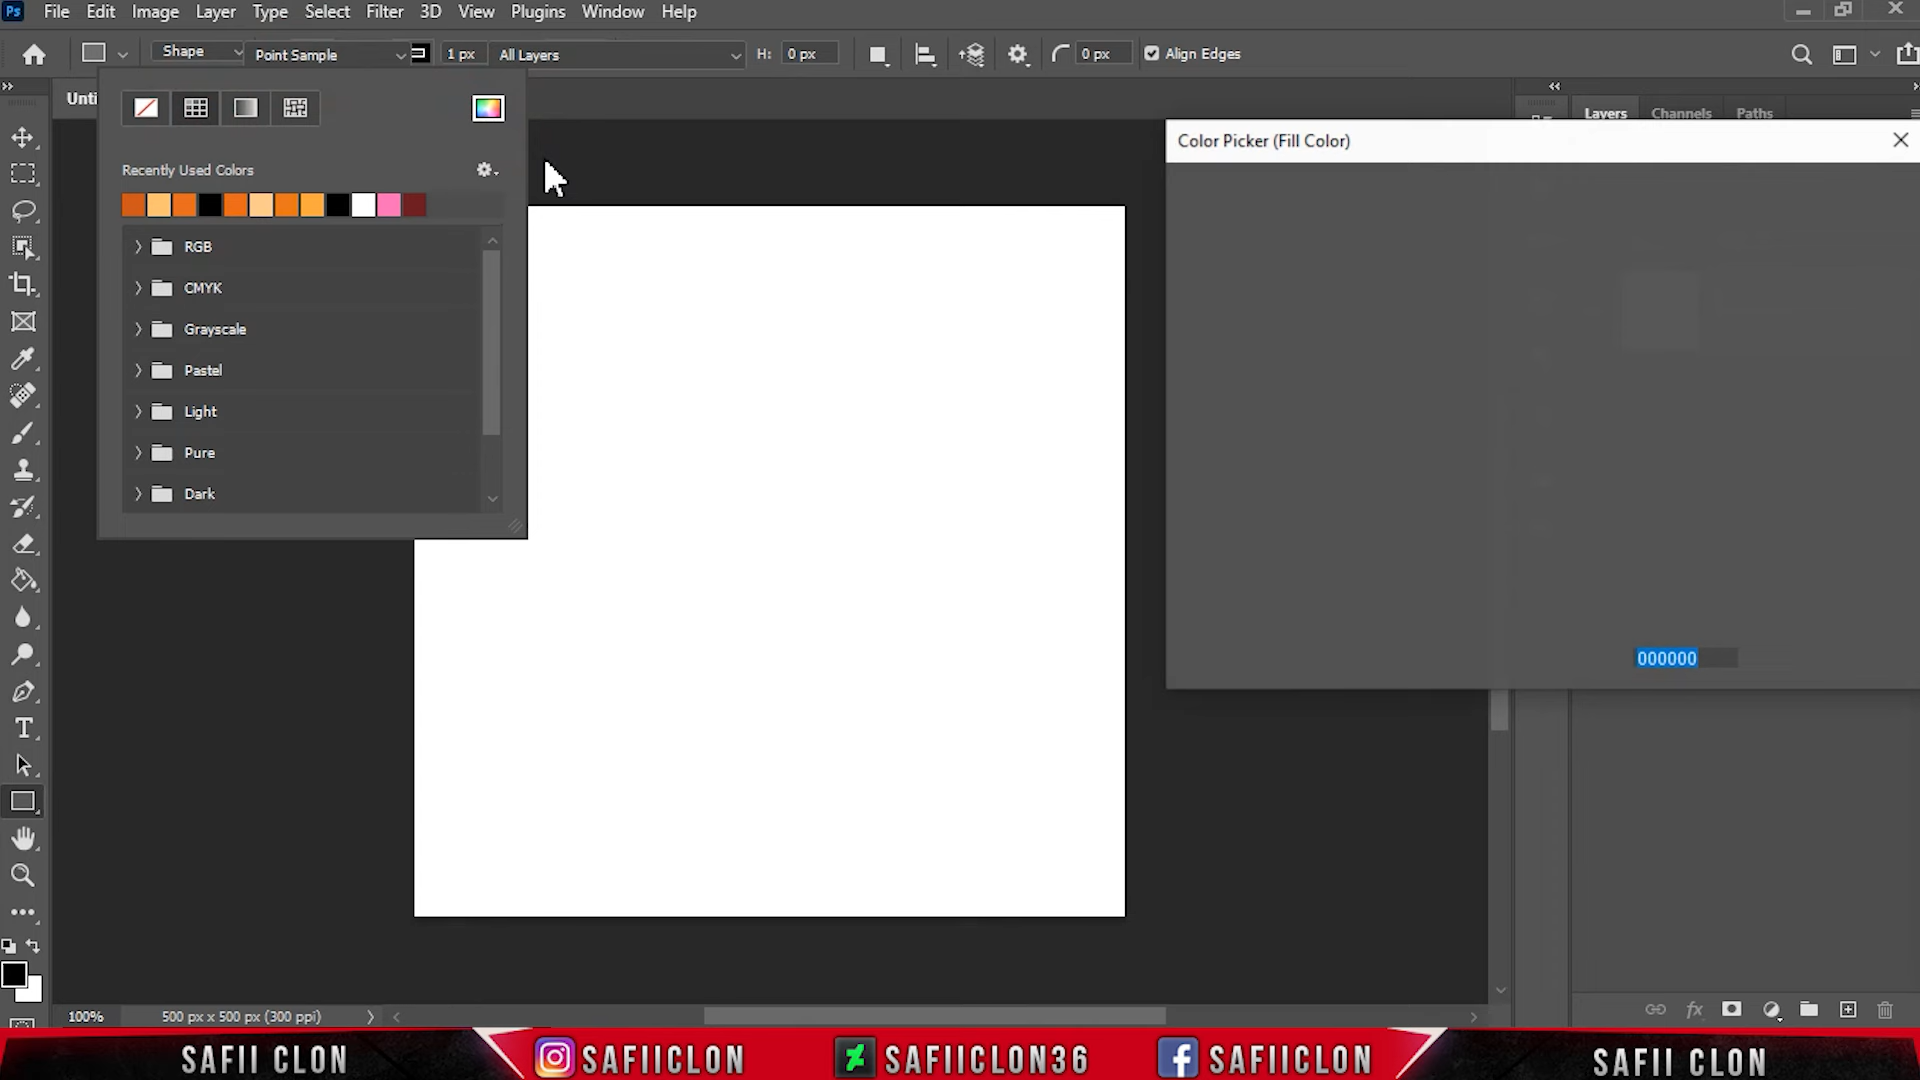 Ps File Edit Image Layer Type Select Filter 3D View Plugins Window Help
Shape Point Sample 1 px All Layers H: 0 px 0 px Align Edges
Unti
Layers Channels Paths
Color Picker (Fill Color)
Recently Used Colors
RGB
CMYK
Grayscale
Pastel
Light
Pure
Dark
000000
T
100% 500 px x 500 px (300 ppi)
fx
SAFII CLON SAFIICLON SAFIICLON36 SAFIICLON SAFII CLON